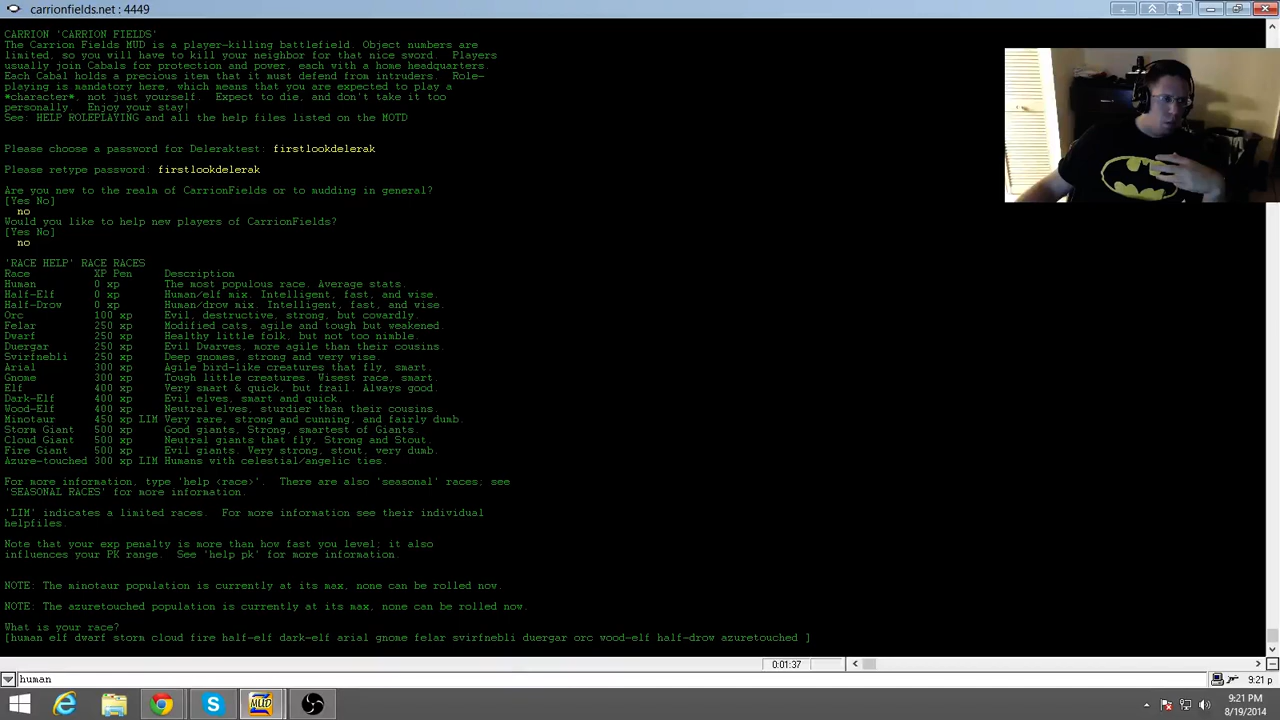 carrionfields.net : 4449
CARRION 'CARRION FIELDS'
The Carrion Fields MUD is a player-killing battlefield. Object numbers are
limited, so you will have to kill your neighbor for that nice sword. Players
usually join Cabals for protection and power, each with a home headquarters.
Each Cabal holds a precious item that it must defend from intruders. Role-
playing is mandatory here, which means that you are expected to play a
*character*, not just yourself. Expect to die and don't take it too
personally. Enjoy your stay!
See: HELP ROLEPLAYING and all the help files listed in the MOTD
Please choose a password for
Please retype password
Are you new to the realm of CarrionFields or to mudding in general?
[Yes No]
no
Would you like to help new players of CarrionFields?
[Yes No]
no
'RACE HELP' RACE RACES
Race XP Pen Description
Human 0 xp The most populous race. Average stats.
Half-Elf 0 xp Human/elf mix. Intelligent, fast, and wise.
Half-Drow 0 xp Human/drow mix. Intelligent, fast, and wise.
Orc 100 xp Evil, destructive, strong, but cowardly.
Felar 250 xp Modified cats, agile and tough but weakened.
Dwarf 250 xp Healthy little folk, but not too nimble.
Duergar 250 xp Evil Dwarves, more agile than their cousins.
Svirfnebli 250 xp Deep gnomes, strong and very wise.
Arial 300 xp Agile bird-like creatures that fly, smart.
Gnome 300 xp Tough little creatures. Wisest race, smart.
Elf 400 xp Very smart & quick, but frail. Always good.
Dark-Elf 400 xp Evil elves, smart and quick.
Wood-Elf 400 xp Neutral elves, sturdier than their cousins.
Minotaur 450 xp LIM Very rare, strong and cunning, and fairly dumb.
Storm Giant 500 xp Good giants, Strong, smartest of Giants.
Cloud Giant 500 xp Neutral giants that fly, Strong and Stout.
Fire Giant 500 xp Evil giants. Very strong, stout, very dumb.
Azure-touched 300 xp LIM Humans with celestial/angelic ties.
For more information, type 'help <race>'. There are also 'seasonal' races; see
'SEASONAL RACES' for more information.
'LIM' indicates a limited races. For more information see their individual
helpfiles.
Note that your exp penalty is more than how fast you level; it also
influences your PK range. See 'help pk' for more information.
NOTE: The minotaur population is currently at its max, none can be rolled now.
NOTE: The azuretouched population is currently at its max, none can be rolled now.
What is your race?
[human elf dwarf storm cloud fire half-elf dark-elf arial gnome felar svirfnebli duergar orc wood-elf half-drow azuretouched ]
0:01:37
human
9:21 p
MUD
9:21 PM
8/19/2014